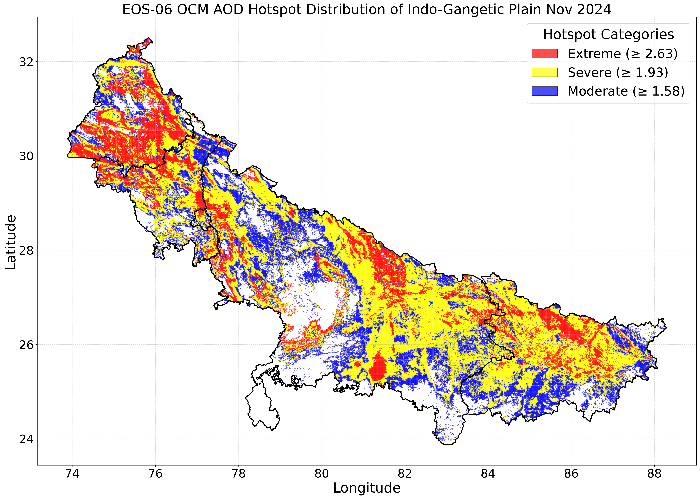 EOS-06 OCM AOD Hotspot Distribution of Indo-Gangetic Plain Nov 2024
Hotspot Categories
Extreme (≥ 2.63)
Severe (≥ 1.93)
Moderate (≥ 1.58)
Latitude
32
30
28
26
24
74 76 78 80 82 84 86 88
Longitude